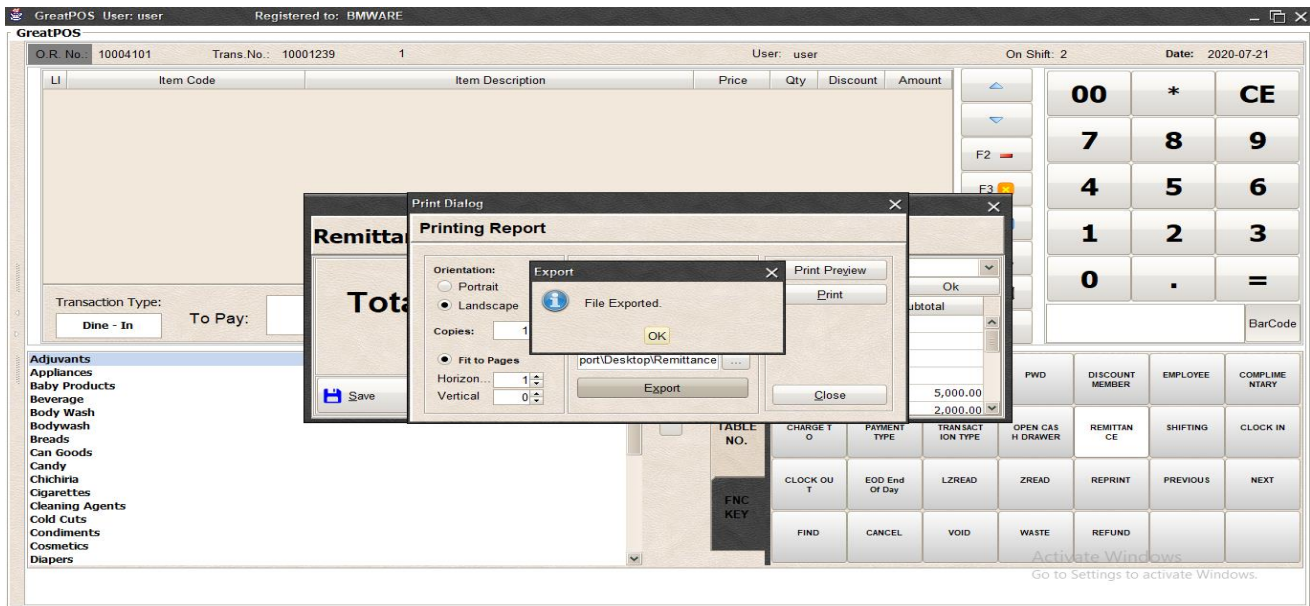 GreatPOS User: user Registered to: BMWARE
GreatPOS
O.R. No.: 10004101 Trans.No.: 10001239 1 User: user On Shift: 2 Date: 2020-07-21
LI Item Code Item Description Price Qty Discount Amount
00 * CE
7 8 9
F2
F3
4 5 6
1 2 3
0 . =
BarCode
Transaction Type:
Dine - In
To Pay:
Remitta
Tota
Save
Ok
ubtotal
5,000.00
2,000.00
Print Dialog
Printing Report
Orientation:
Portrait
Landscape
Copies: 1
Fit to Pages
Horizon... 1
Vertical 0
port\Desktop\Remittance ...
Export
Print Preview
Print
Close
Export
File Exported.
OK
Adjuvants
Appliances
Baby Products
Beverage
Body Wash
Bodywash
Breads
Can Goods
Candy
Chichiria
Cigarettes
Cleaning Agents
Cold Cuts
Condiments
Cosmetics
Diapers
TABLE
NO.
FNC
KEY
PWD
DISCOUNT
MEMBER
EMPLOYEE
COMPLIME
NTARY
CHARGE T
O
PAYMENT
TYPE
TRANSACT
ION TYPE
OPEN CAS
H DRAWER
REMITTAN
CE
SHIFTING
CLOCK IN
CLOCK OU
T
EOD End
Of Day
LZREAD
ZREAD
REPRINT
PREVIOUS
NEXT
FIND
CANCEL
VOID
WASTE
REFUND
Activate Windows
Go to Settings to activate Windows.